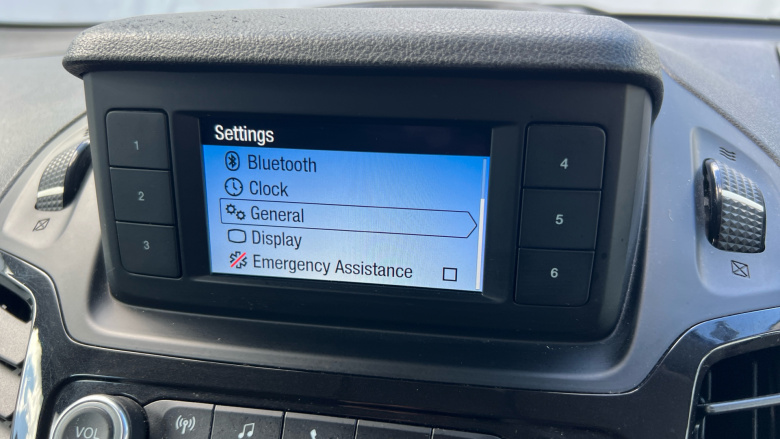 Settings
Bluetooth
Clock
General
Display
Emergency Assistance
1
2
3
4
5
6
VOL